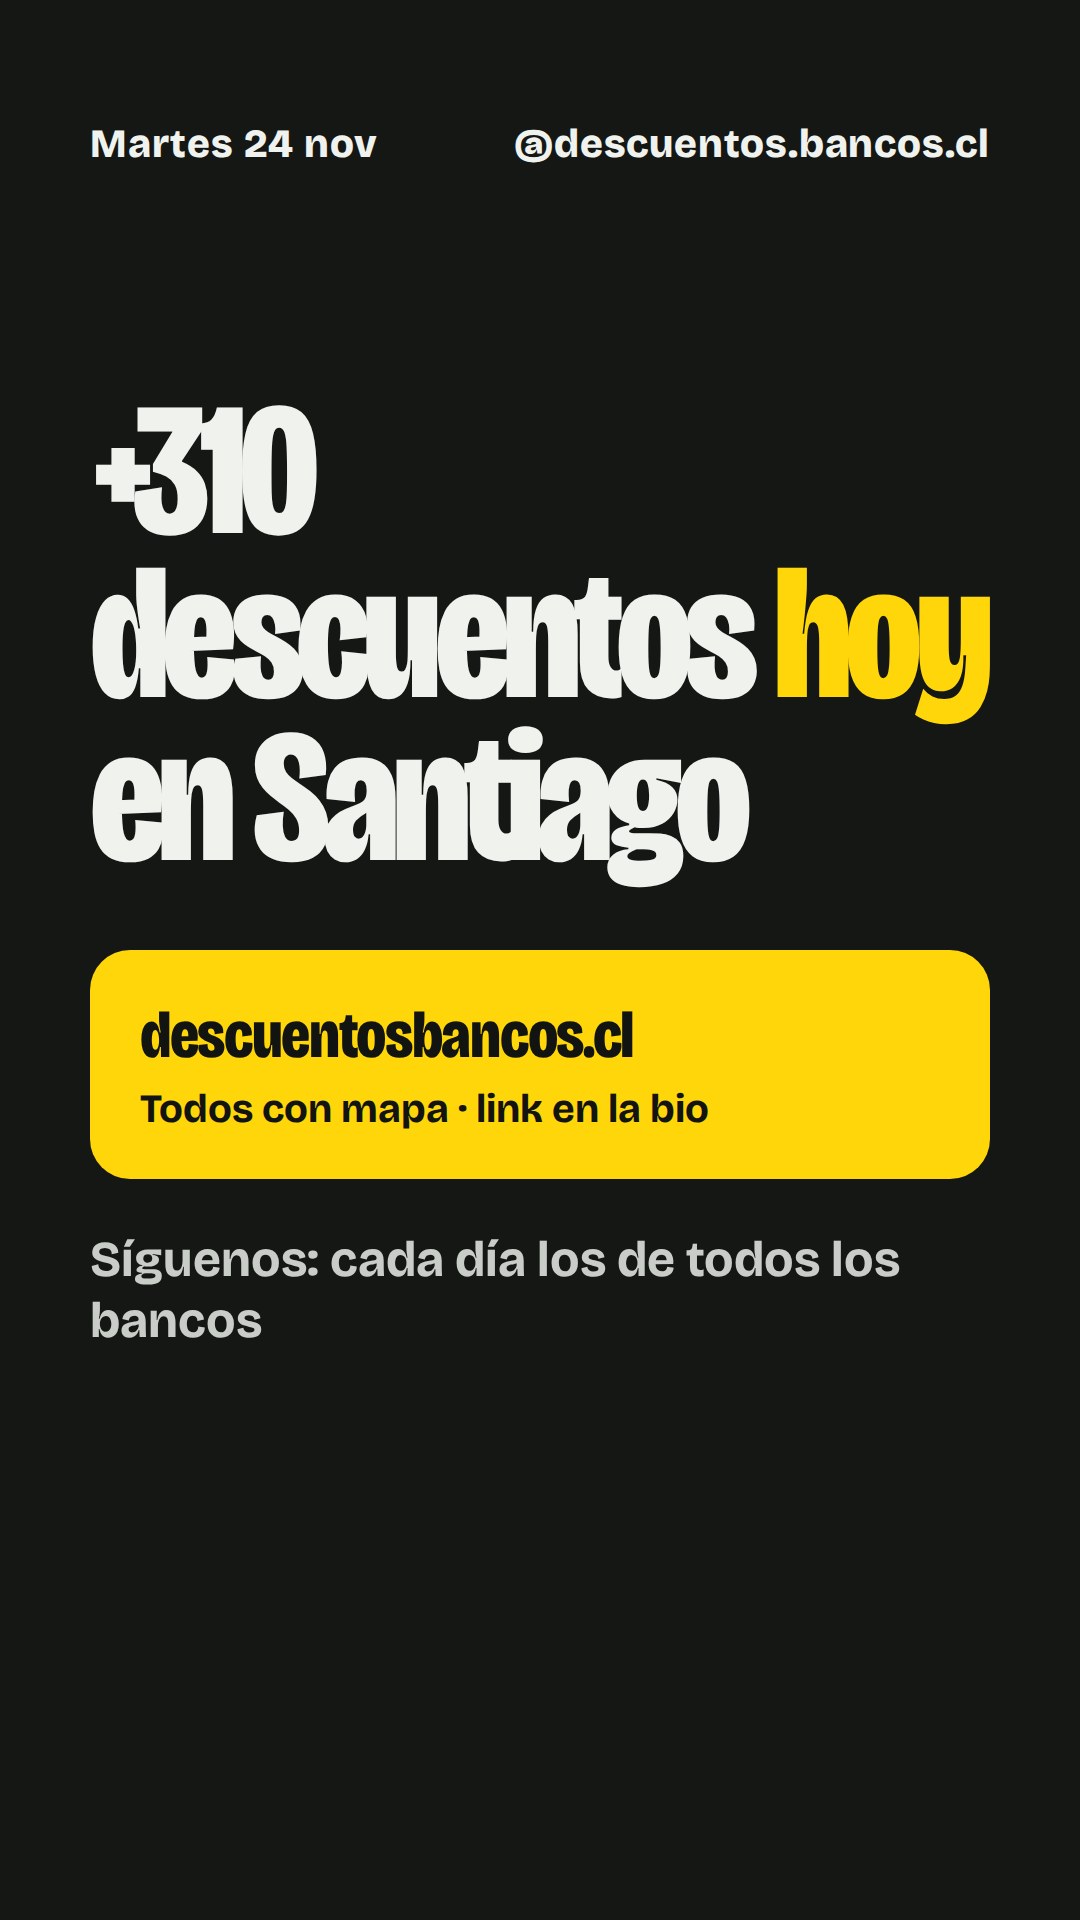 Martes 24 nov
@descuentos.bancos.cl
+310
descuentos hoy
en Santiago
descuentosbancos.cl
Todos con mapa · link en la bio
Síguenos: cada día los de todos los
bancos